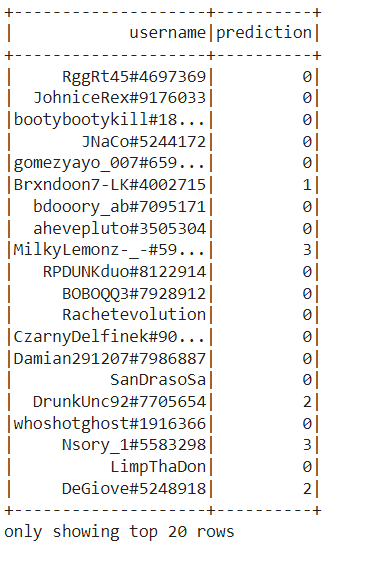 +--------------------+----------+
|            username|prediction|
+--------------------+----------+
|     RggRt45#4697369|         0|
|  JohniceRex#9176033|         0|
|bootybootykill#18...|         0|
|       JNaCo#5244172|         0|
|gomezyayo_007#659...|         0|
|Brxndoon7-LK#4002715|         1|
|  bdooory_ab#7095171|         0|
|  ahevepluto#3505304|         0|
|MilkyLemonz-_-#59...|         3|
|   RPDUNKduo#8122914|         0|
|     BOBOQQ3#7928912|         0|
|      Rachetevolution|         0|
|CzarnyDelfinek#90...|         0|
|Damian291207#7986887|         0|
|          SanDrasoSa|         0|
|  DrunkUnc92#7705654|         2|
|whoshotghost#1916366|         0|
|     Nsory_1#5583298|         3|
|          LimpThaDon|         0|
|     DeGiove#5248918|         2|
+--------------------+----------+
only showing top 20 rows